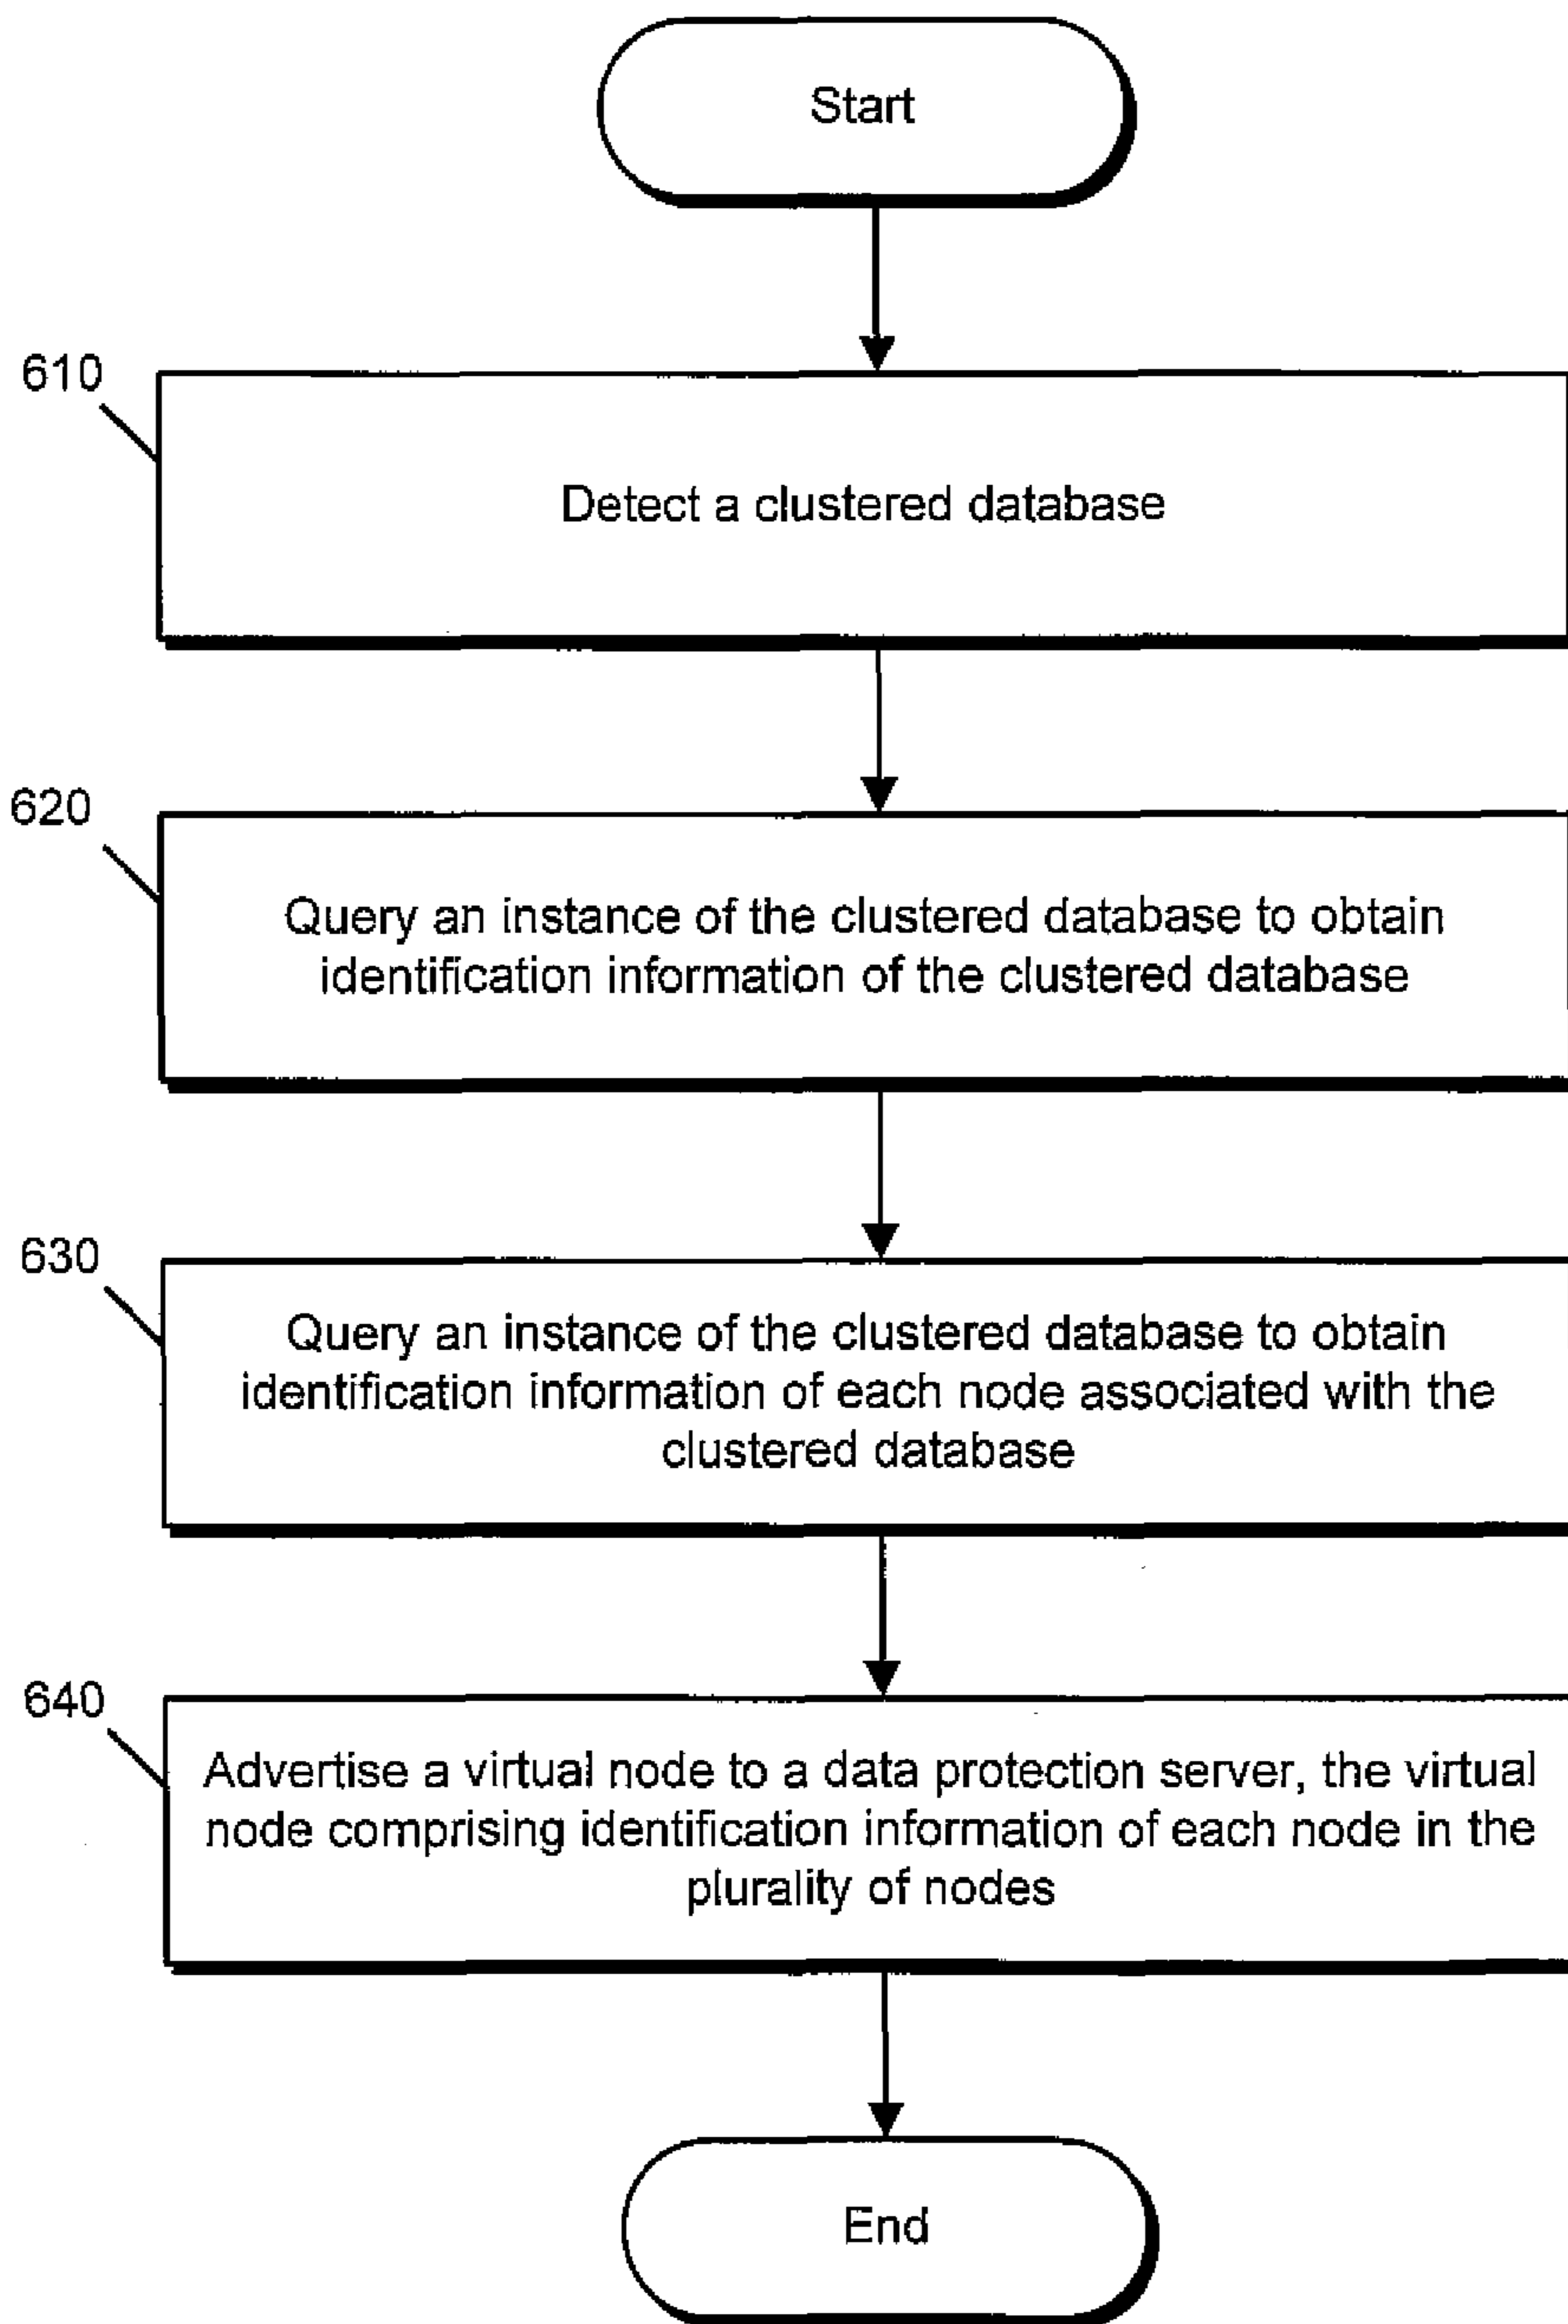 Start
610
Detect a clustered database
620
Query an instance of the clustered database to obtain
identification information of the clustered database
630
Query an instance of the clustered database to obtain
identification information of each node associated with the
clustered database
640
Advertise a virtual node to a data protection server, the virtual
node comprising identification information of each node in the
plurality of nodes
End